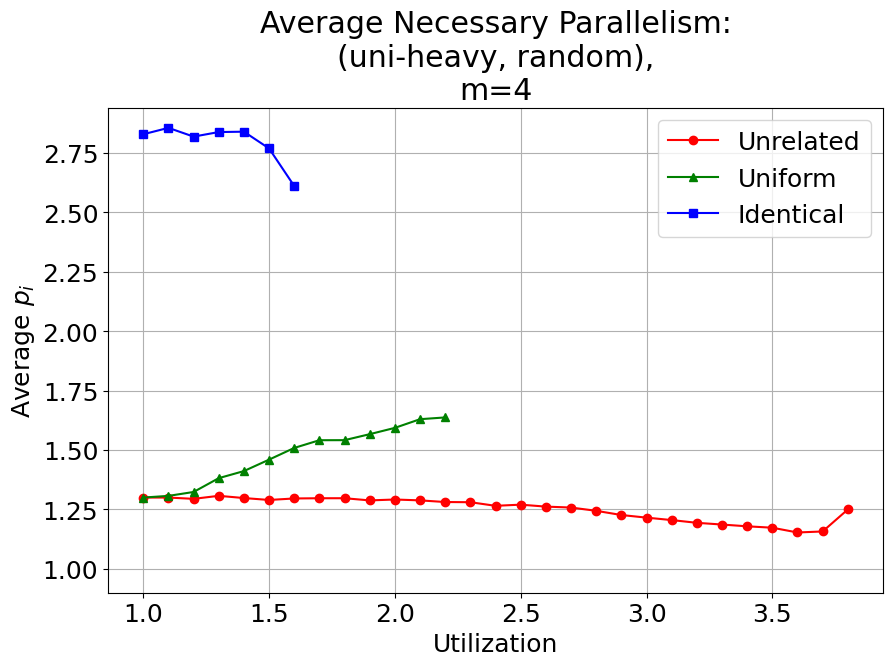 Average Necessary Parallelism:
(uni-heavy, random),
m=4
Unrelated
Uniform
Identical
Average p_i
2.75
2.50
2.25
2.00
1.75
1.50
1.25
1.00
1.0 1.5 2.0 2.5 3.0 3.5
Utilization